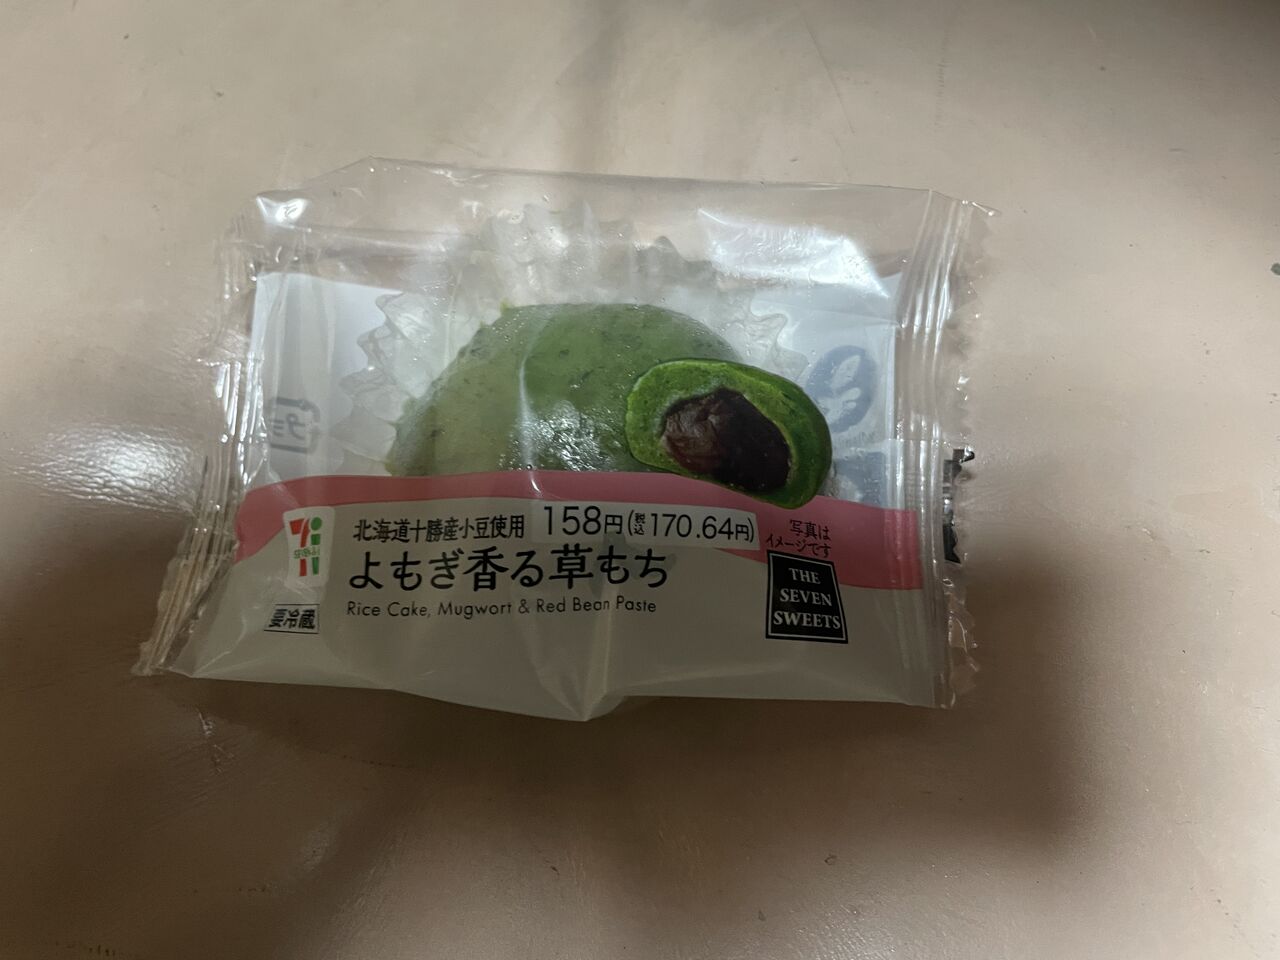 北海道十勝産小豆使用
158円(税込170.64円)
よもぎ香る草もち
Rice Cake, Mugwort & Red Bean Paste
要冷蔵
写真は
イメージです
THE
SEVEN
SWEETS